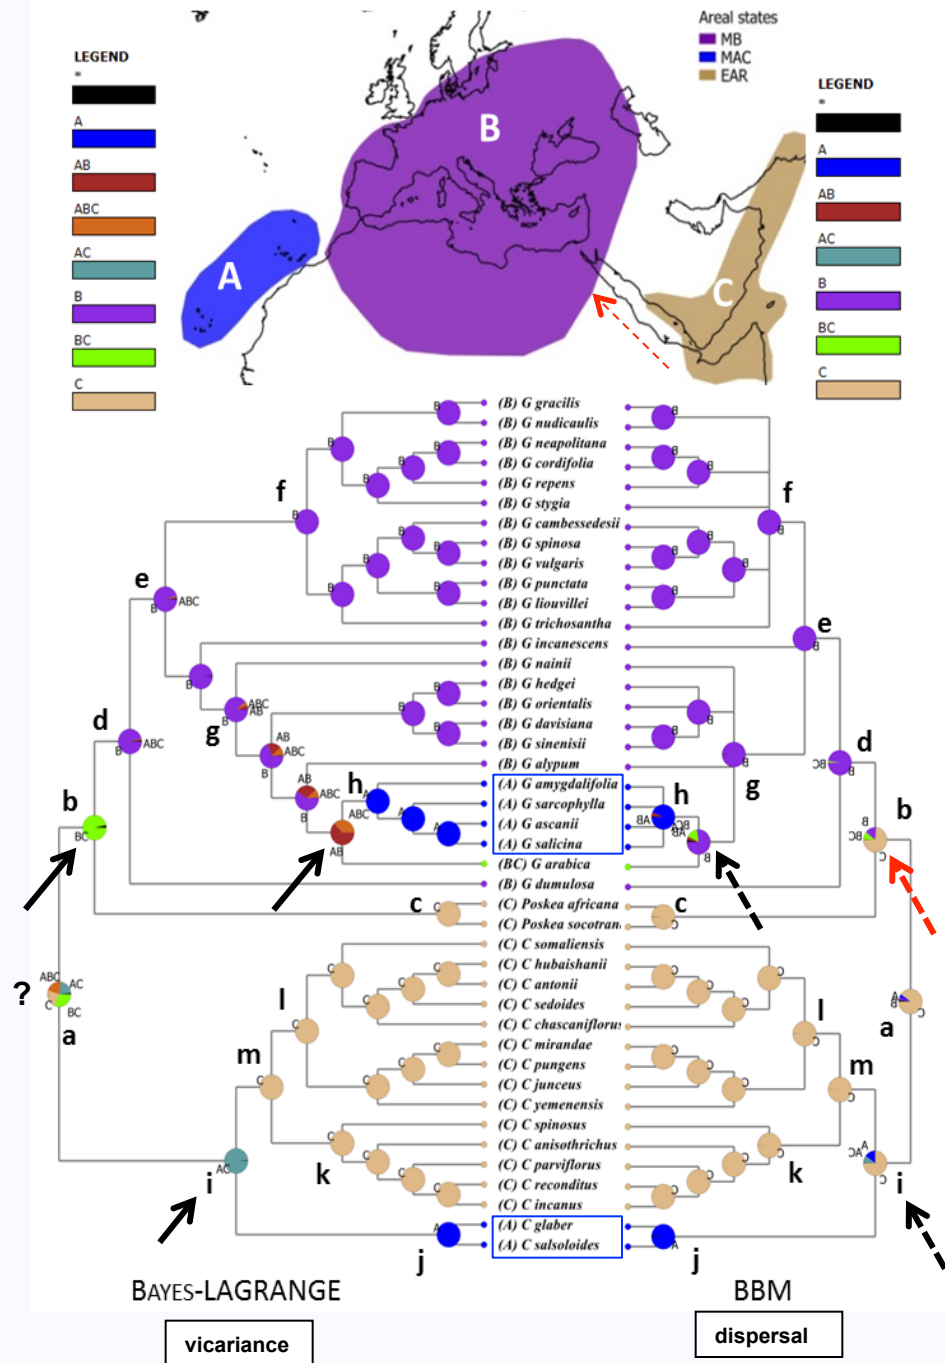 Areal states
MB
MAC
EAR
LEGEND
*
A
AB
ABC
AC
B
BC
C
LEGEND
*
A
AB
AC
B
BC
C
A
B
C
(B) G gracilis
(B) G nudicaulis
(B) G neapolitana
(B) G cordifolia
(B) G repens
(B) G stygia
(B) G cambessedesii
(B) G spinosa
(B) G vulgaris
(B) G punctata
(B) G liouvillei
(B) G trichosantha
(B) G incanescens
(B) G nainii
(B) G hedgei
(B) G orientalis
(B) G davisiana
(B) G sinenisii
(B) G alypum
(A) G amygdalifolia
(A) G sarcophylla
(A) G ascanii
(A) G salicina
(BC) G arabica
(B) G dumulosa
(C) Poskea africana
(C) Poskea socotran
(C) C somaliensis
(C) C hubaishanii
(C) C antonii
(C) C sedoides
(C) C chascaniflorus
(C) C mirandae
(C) C pungens
(C) C junceus
(C) C yemenensis
(C) C spinosus
(C) C anisothrichus
(C) C parviflorus
(C) C reconditus
(C) C incanus
(A) C glaber
(A) C salsoloides
f
e
d
g
h
b
c
?
a
l
m
k
i
j
f
e
d
g
h
b
c
a
l
m
k
i
j
BAYES-LAGRANGE
BBM
vicariance
dispersal